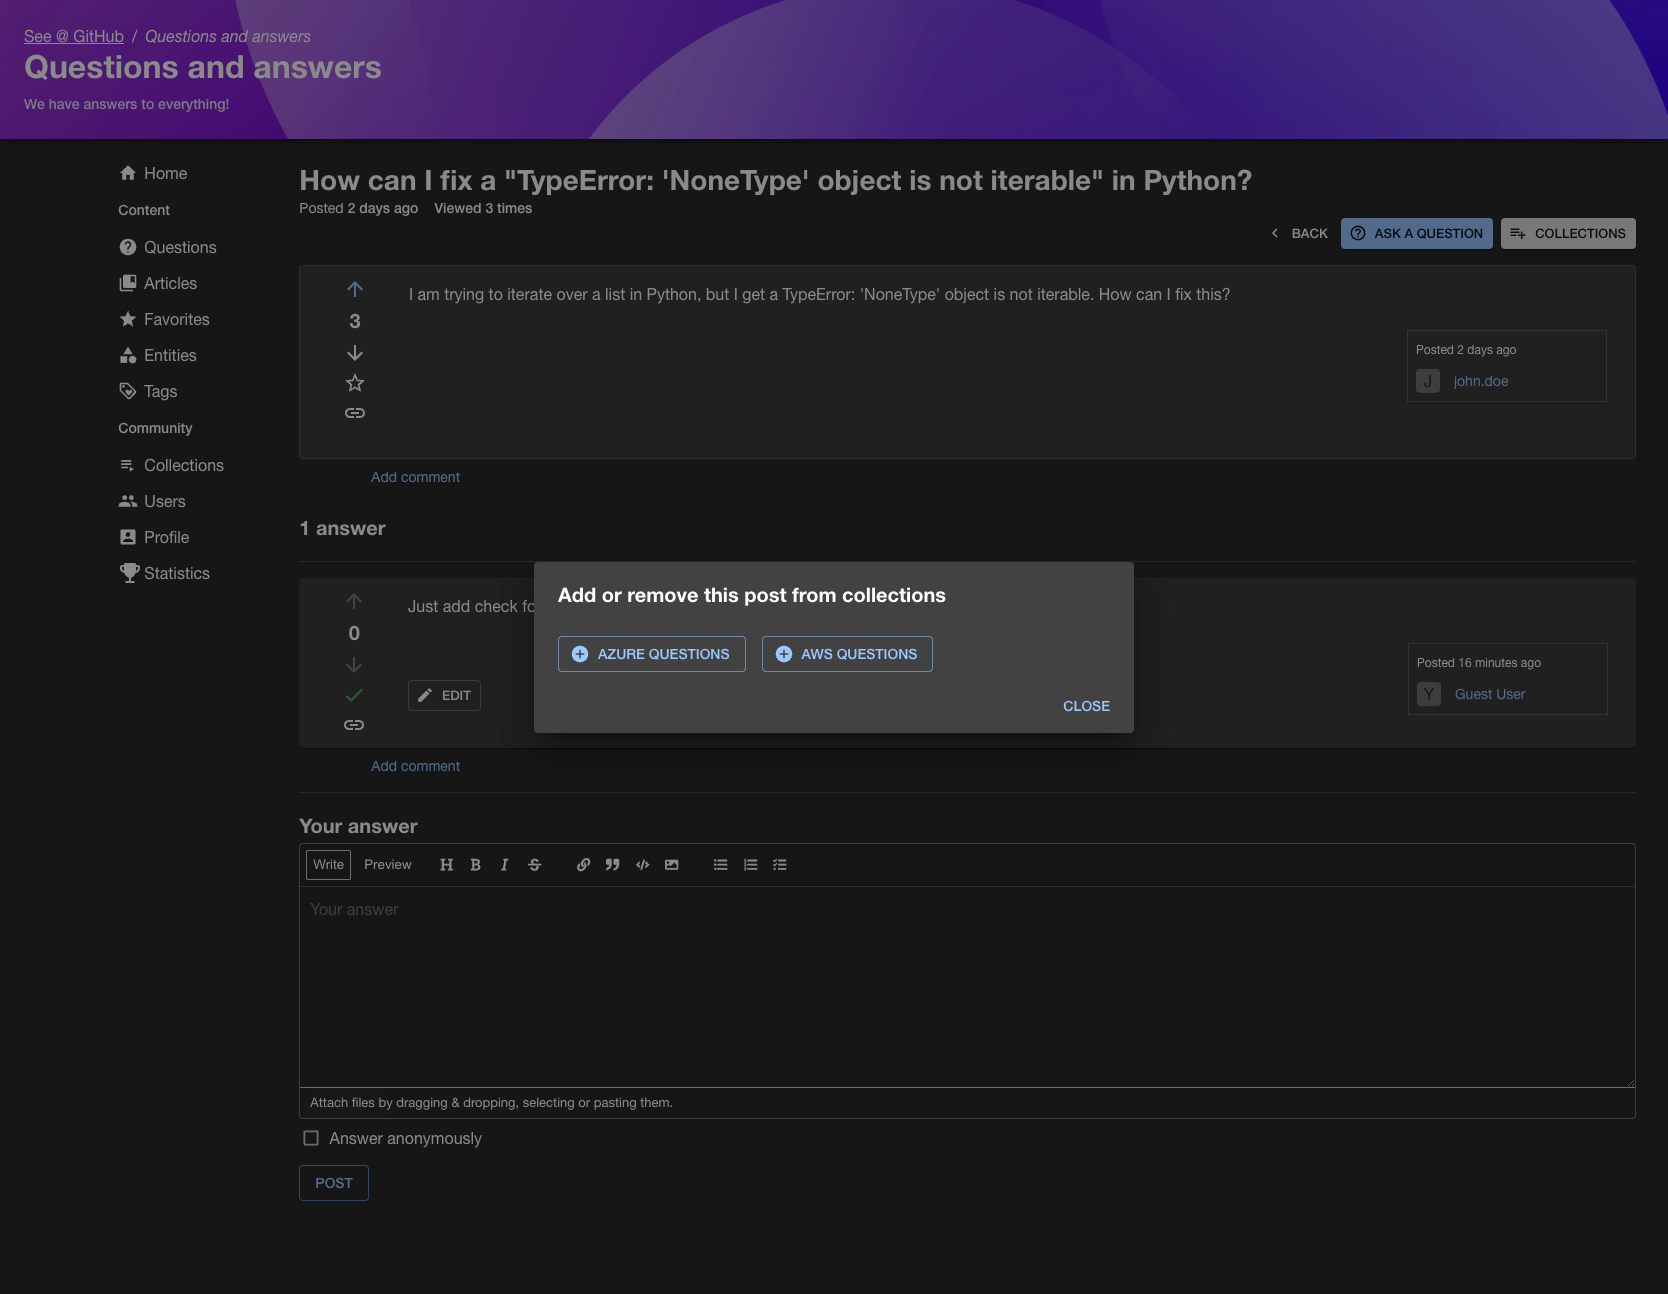 See @ GitHub / Questions and answers
Questions and answers
We have answers to everything!
Home
Content
Questions
Articles
Favorites
Entities
Tags
Community
Collections
Users
Profile
Statistics
How can I fix a "TypeError: 'NoneType' object is not iterable" in Python?
Posted 2 days ago Viewed 3 times
BACK
ASK A QUESTION
COLLECTIONS
3
I am trying to iterate over a list in Python, but I get a TypeError: 'NoneType' object is not iterable. How can I fix this?
Posted 2 days ago
J john.doe
Add comment
1 answer
Add or remove this post from collections
AZURE QUESTIONS
AWS QUESTIONS
CLOSE
0
Just add check fo
EDIT
Posted 16 minutes ago
Y Guest User
Add comment
Your answer
Write Preview H B I S
Your answer
Attach files by dragging & dropping, selecting or pasting them.
Answer anonymously
POST